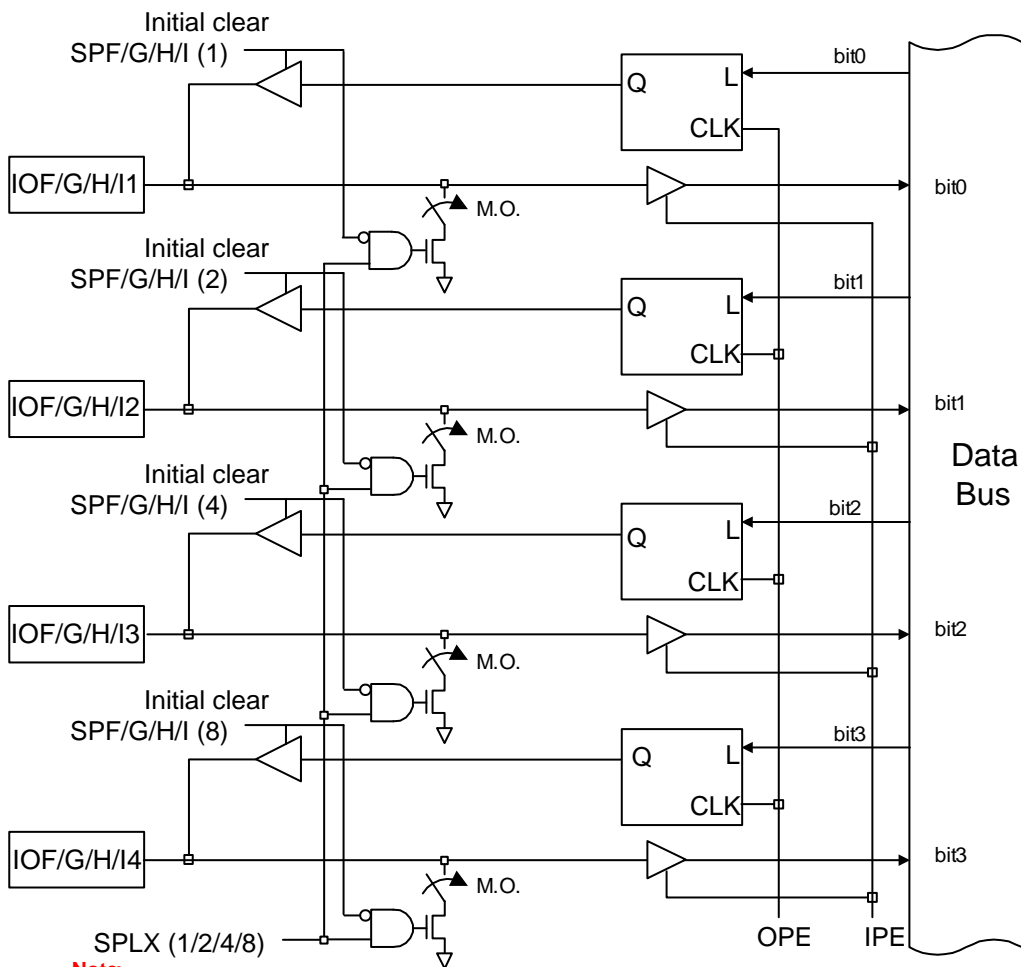 Initial clear
SPF/G/H/I (1)
Q
L
CLK
bit0
IOF/G/H/I1
M.O.
bit0
Initial clear
SPF/G/H/I (2)
Q
L
CLK
bit1
IOF/G/H/I2
M.O.
bit1
Data
Bus
Initial clear
SPF/G/H/I (4)
Q
L
CLK
bit2
IOF/G/H/I3
M.O.
bit2
Initial clear
SPF/G/H/I (8)
Q
L
CLK
bit3
IOF/G/H/I4
M.O.
bit3
SPLX (1/2/4/8)
OPE
IPE